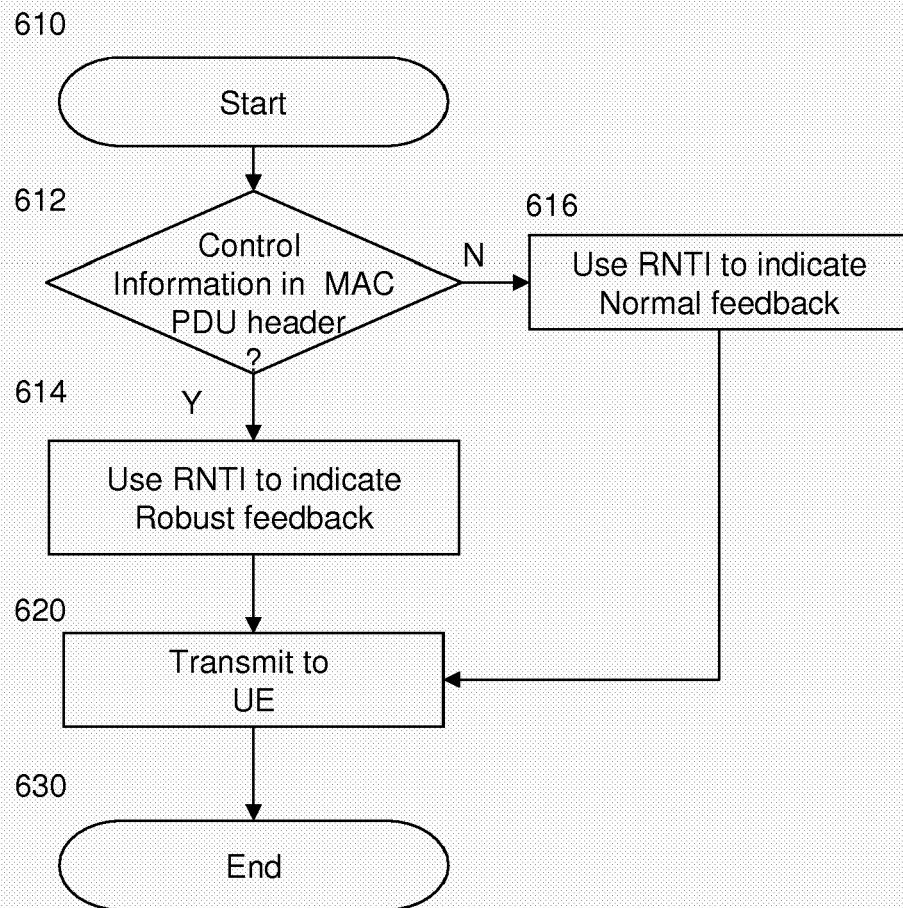 610
Start
612
Control
Information in MAC
PDU header
?
N
616
Use RNTI to indicate
Normal feedback
614
Y
Use RNTI to indicate
Robust feedback
620
Transmit to
UE
630
End